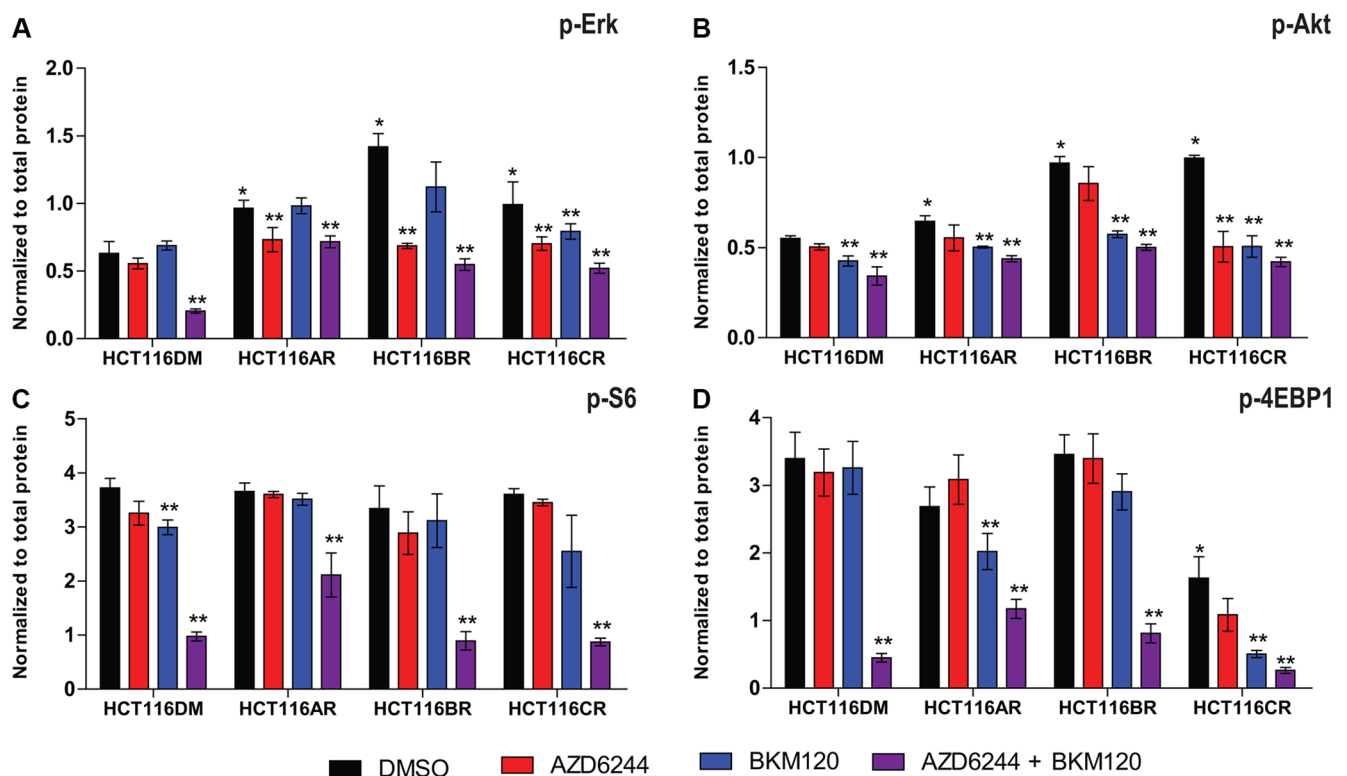 A
p-Erk
Normalized to total protein
2.0
1.5
1.0
0.5
0.0
*
**
**
*
**
**
*
**
**
**
**
HCT116DM
HCT116AR
HCT116BR
HCT116CR
B
p-Akt
Normalized to total protein
1.5
1.0
0.5
0.0
**
**
*
**
**
*
**
**
*
**
**
**
HCT116DM
HCT116AR
HCT116BR
HCT116CR
C
p-S6
Normalized to total protein
5
4
3
2
1
0
**
**
**
**
**
HCT116DM
HCT116AR
HCT116BR
HCT116CR
D
p-4EBP1
Normalized to total protein
4
3
2
1
0
**
**
**
**
*
**
**
HCT116DM
HCT116AR
HCT116BR
HCT116CR
DMSO
AZD6244
BKM120
AZD6244 + BKM120